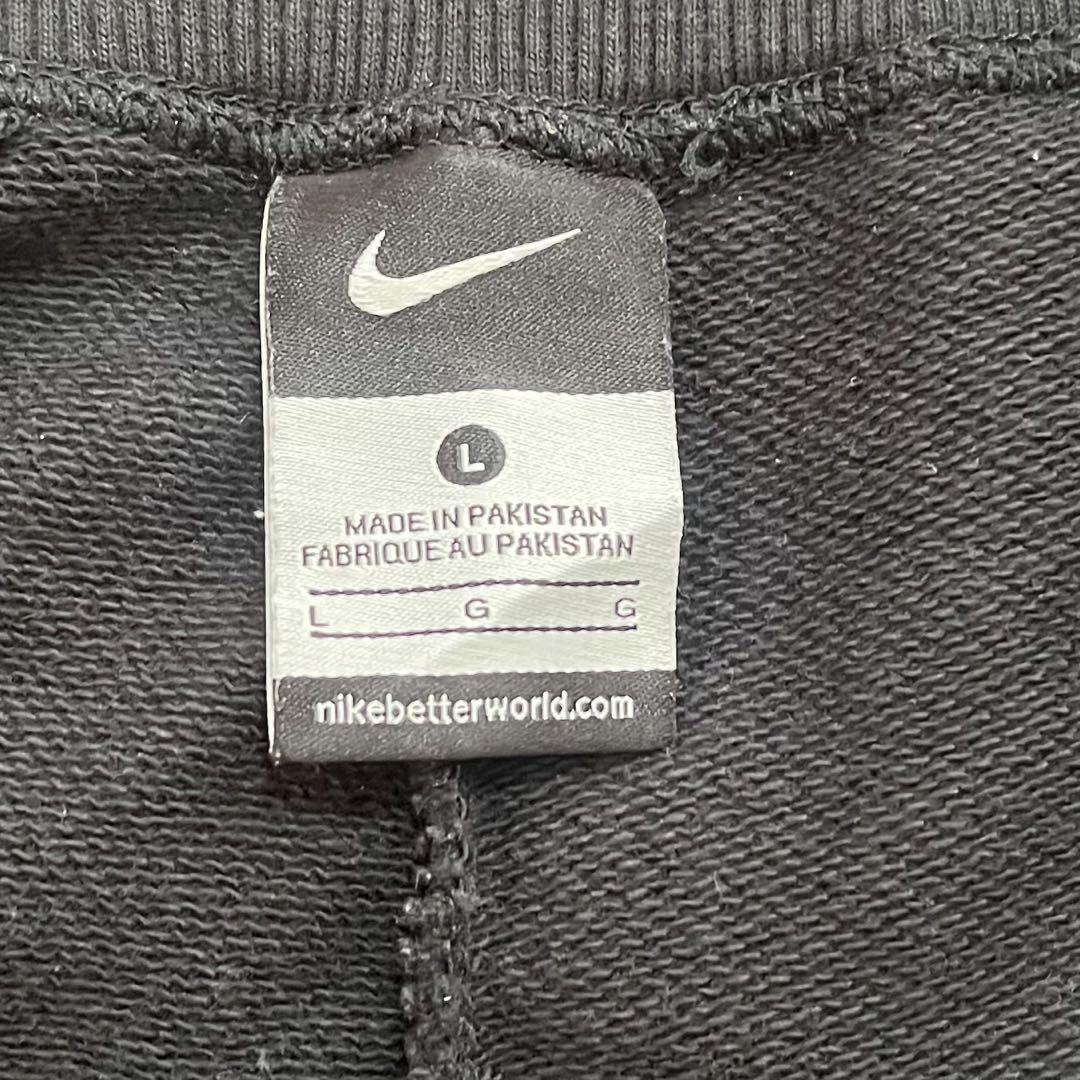 L
MADE IN PAKISTAN
FABRIQUE AU PAKISTAN
L G G
nikebetterworld.com